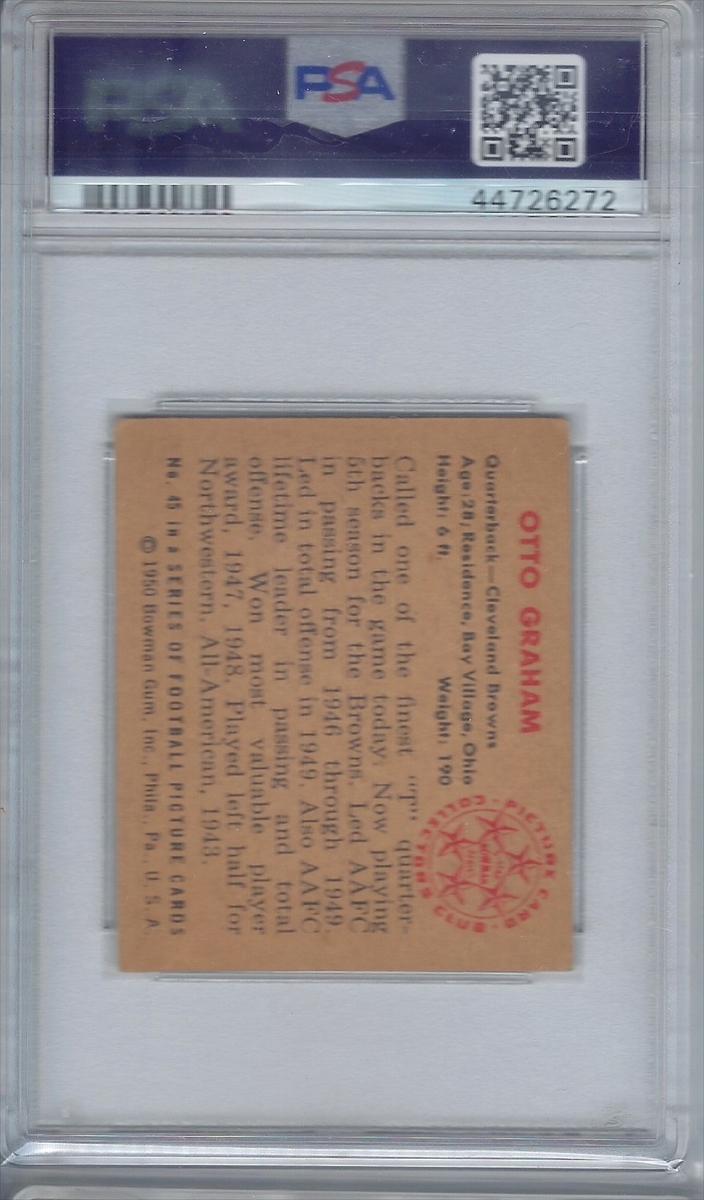 PSA
PSA
44726272
OTTO GRAHAM
Quarterback—Cleveland Browns
Age: 28, Residence, Bay Village, Ohio
Height: 6 ft. Weight: 190
Called one of the finest "T" quarter-
backs in the game today. Now playing
5th season for the Browns. Led AAFC
in passing from 1946 through 1949.
Led in total offense in 1949. Also AAFC
lifetime leader in passing and total
offense. Won most valuable player
award, 1947, 1948. Played left half for
Northwestern. All-American, 1943.
No. 45 in a SERIES OF FOOTBALL PICTURE CARDS
© 1950 Bowman Gum, Inc., Phila., Pa., U. S. A.
PICTURE CARD COLLECTORS CLUB